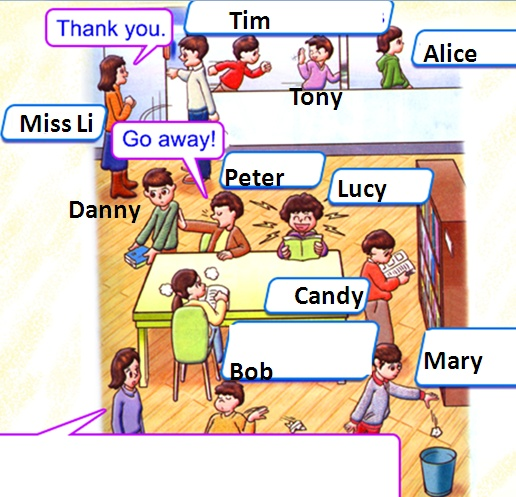 Thank you.
Tim
Alice
Tony
Miss Li
Go away!
Peter
Lucy
Danny
Candy
Bob
Mary